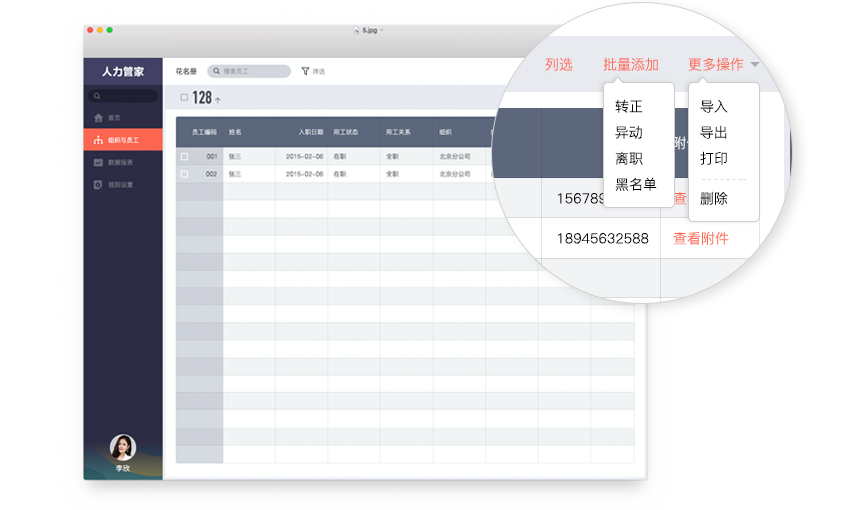 5.jpg
人力管家
花名册
搜索员工
筛选
128
首页
组织与员工
数据报表
规则设置
员工编码 姓名 入职日期 用工状态 用工关系 组织
001 张三 2015-02-06 在职 全职 北京分公司
002 张三 2015-02-06 在职 全职 北京分公司
李欣
列选 批量添加 更多操作
转正
异动
离职
黑名单
导入
导出
打印
删除
附
156789
查
18945632588 查看附件